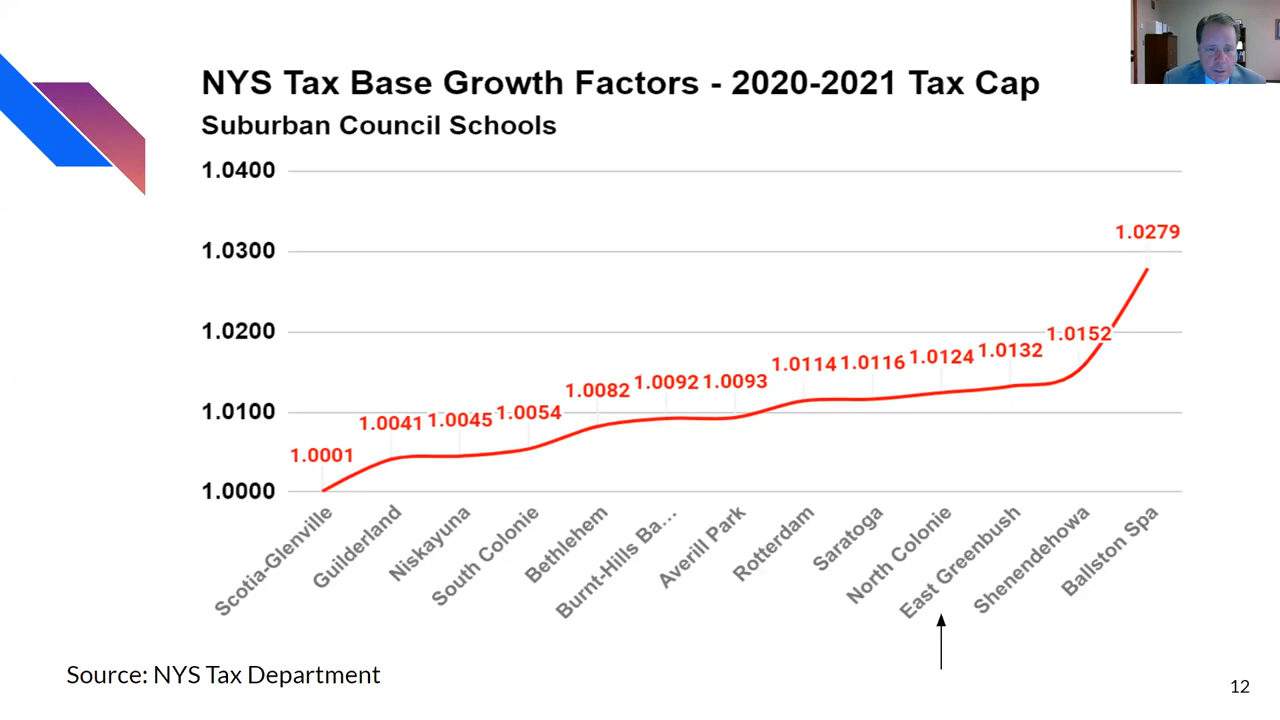 NYS Tax Base Growth Factors - 2020-2021 Tax Cap
Suburban Council Schools
1.0400
1.0300
1.0200
1.0100
1.0000
1.0001
1.0041
1.0045
1.0054
1.0082
1.0092
1.0093
1.0114
1.0116
1.0124
1.0132
1.0152
1.0279
Scotia-Glenville
Guilderland
Niskayuna
South Colonie
Bethlehem
Burnt-Hills Ba...
Averill Park
Rotterdam
Saratoga
North Colonie
East Greenbush
Shenendehowa
Ballston Spa
Source: NYS Tax Department
12